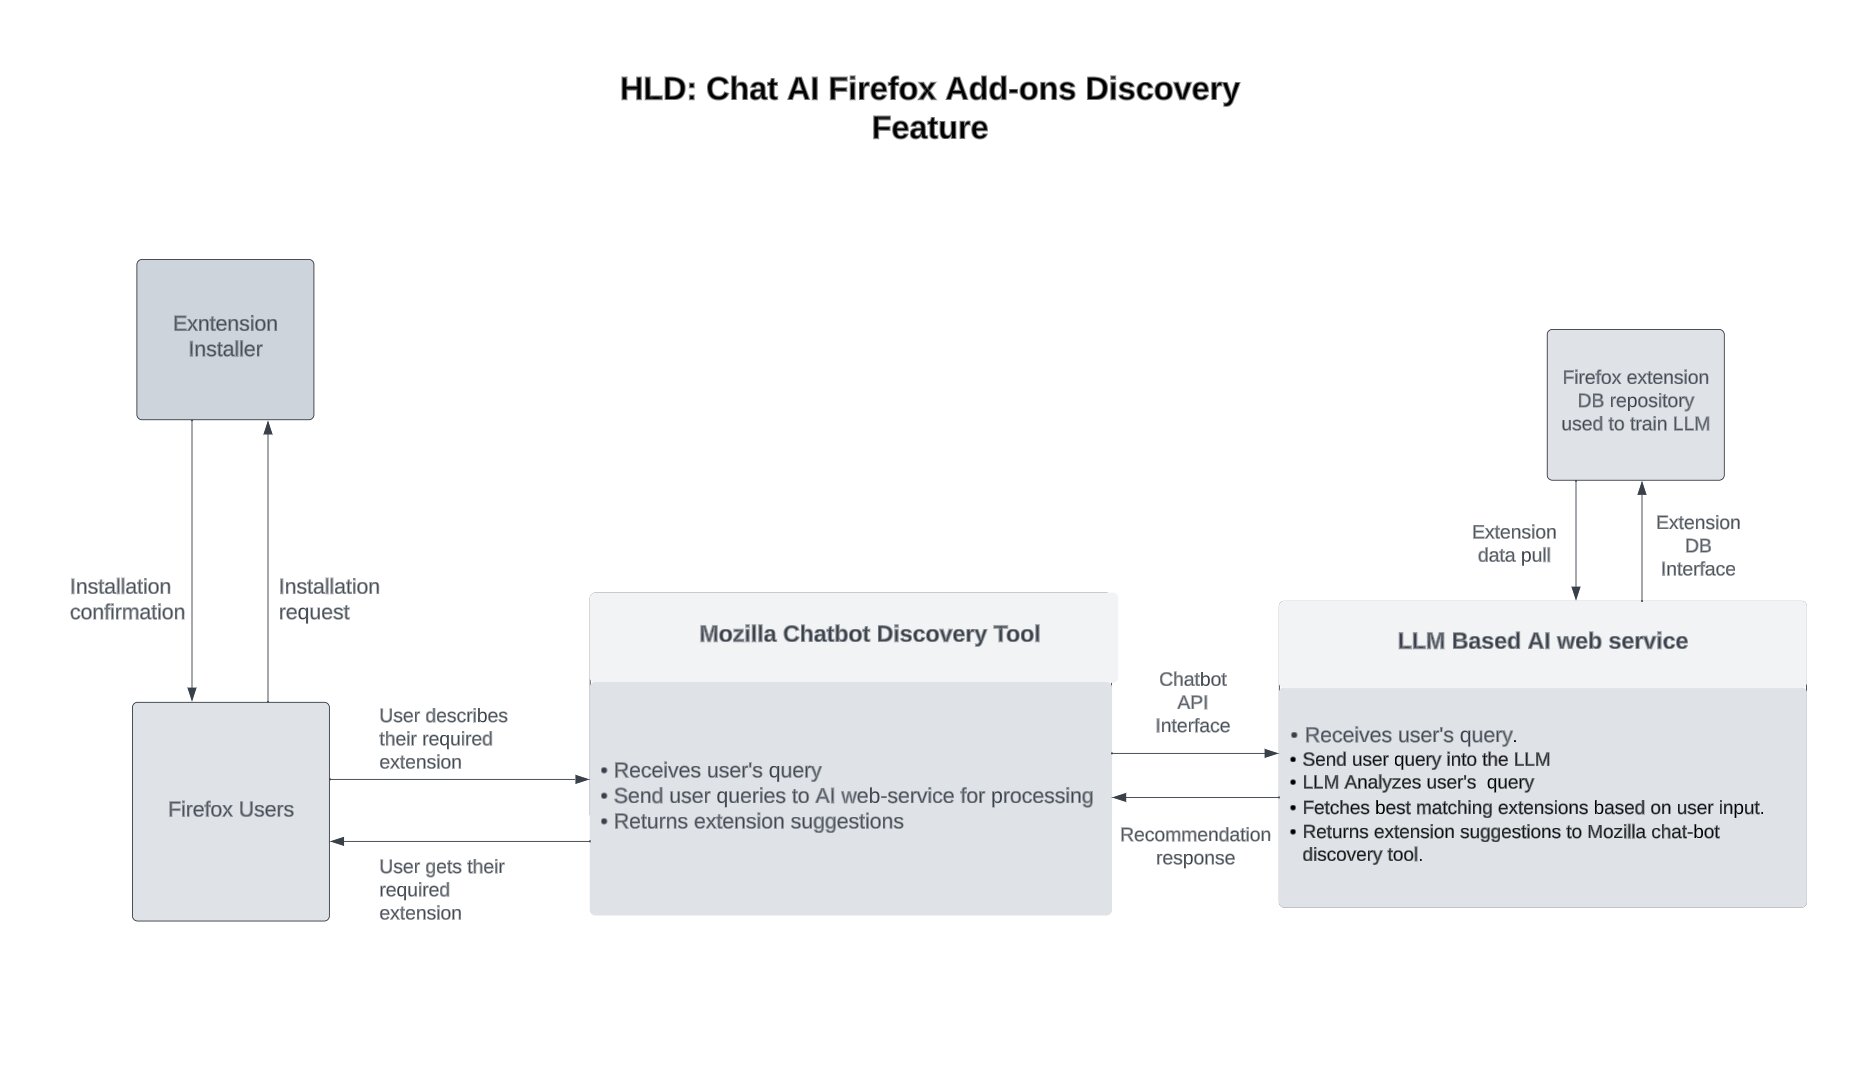 HLD: Chat AI Firefox Add-ons Discovery
Feature
Exntension
Installer
Firefox extension
DB repository
used to train LLM
Installation
confirmation
Installation
request
Extension
data pull
Extension
DB
Interface
Firefox Users
User describes
their required
extension
User gets their
required
extension
Mozilla Chatbot Discovery Tool
• Receives user's query
• Send user queries to AI web-service for processing
• Returns extension suggestions
Chatbot
API
Interface
Recommendation
response
LLM Based AI web service
• Receives user's query.
• Send user query into the LLM
• LLM Analyzes user's  query
• Fetches best matching extensions based on user input.
• Returns extension suggestions to Mozilla chat-bot
discovery tool.